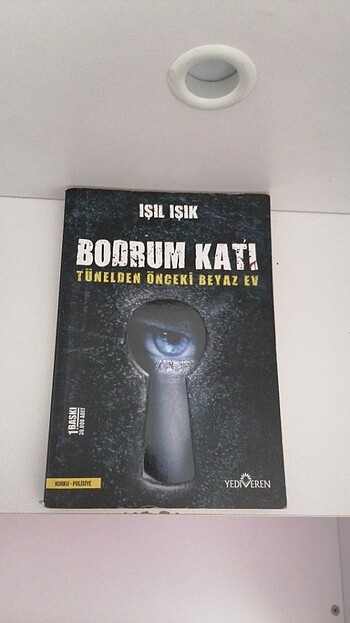 IŞIL IŞIK
BODRUM KATI
TÜNELDEN ÖNCEKİ BEYAZ EV
1 BASKI
KORKU - POLİSİYE
YEDİVEREN